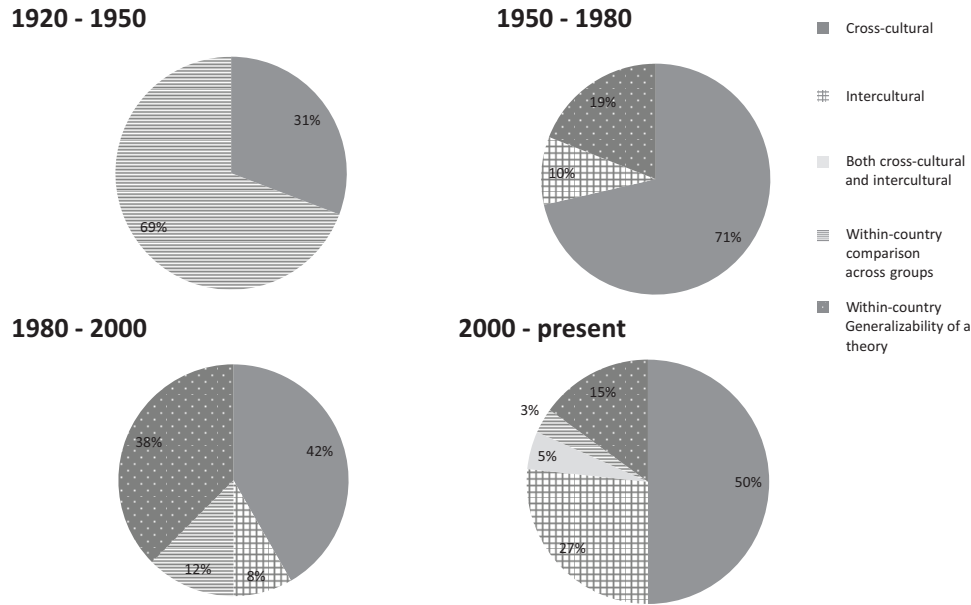 1920 - 1950
31%
69%
1950 - 1980
19%
10%
71%
Cross-cultural
Intercultural
Both cross-cultural
and intercultural
Within-country
comparison
across groups
Within-country
Generalizability of a
theory
1980 - 2000
38%
42%
12%
8%
2000 - present
15%
3%
5%
50%
27%